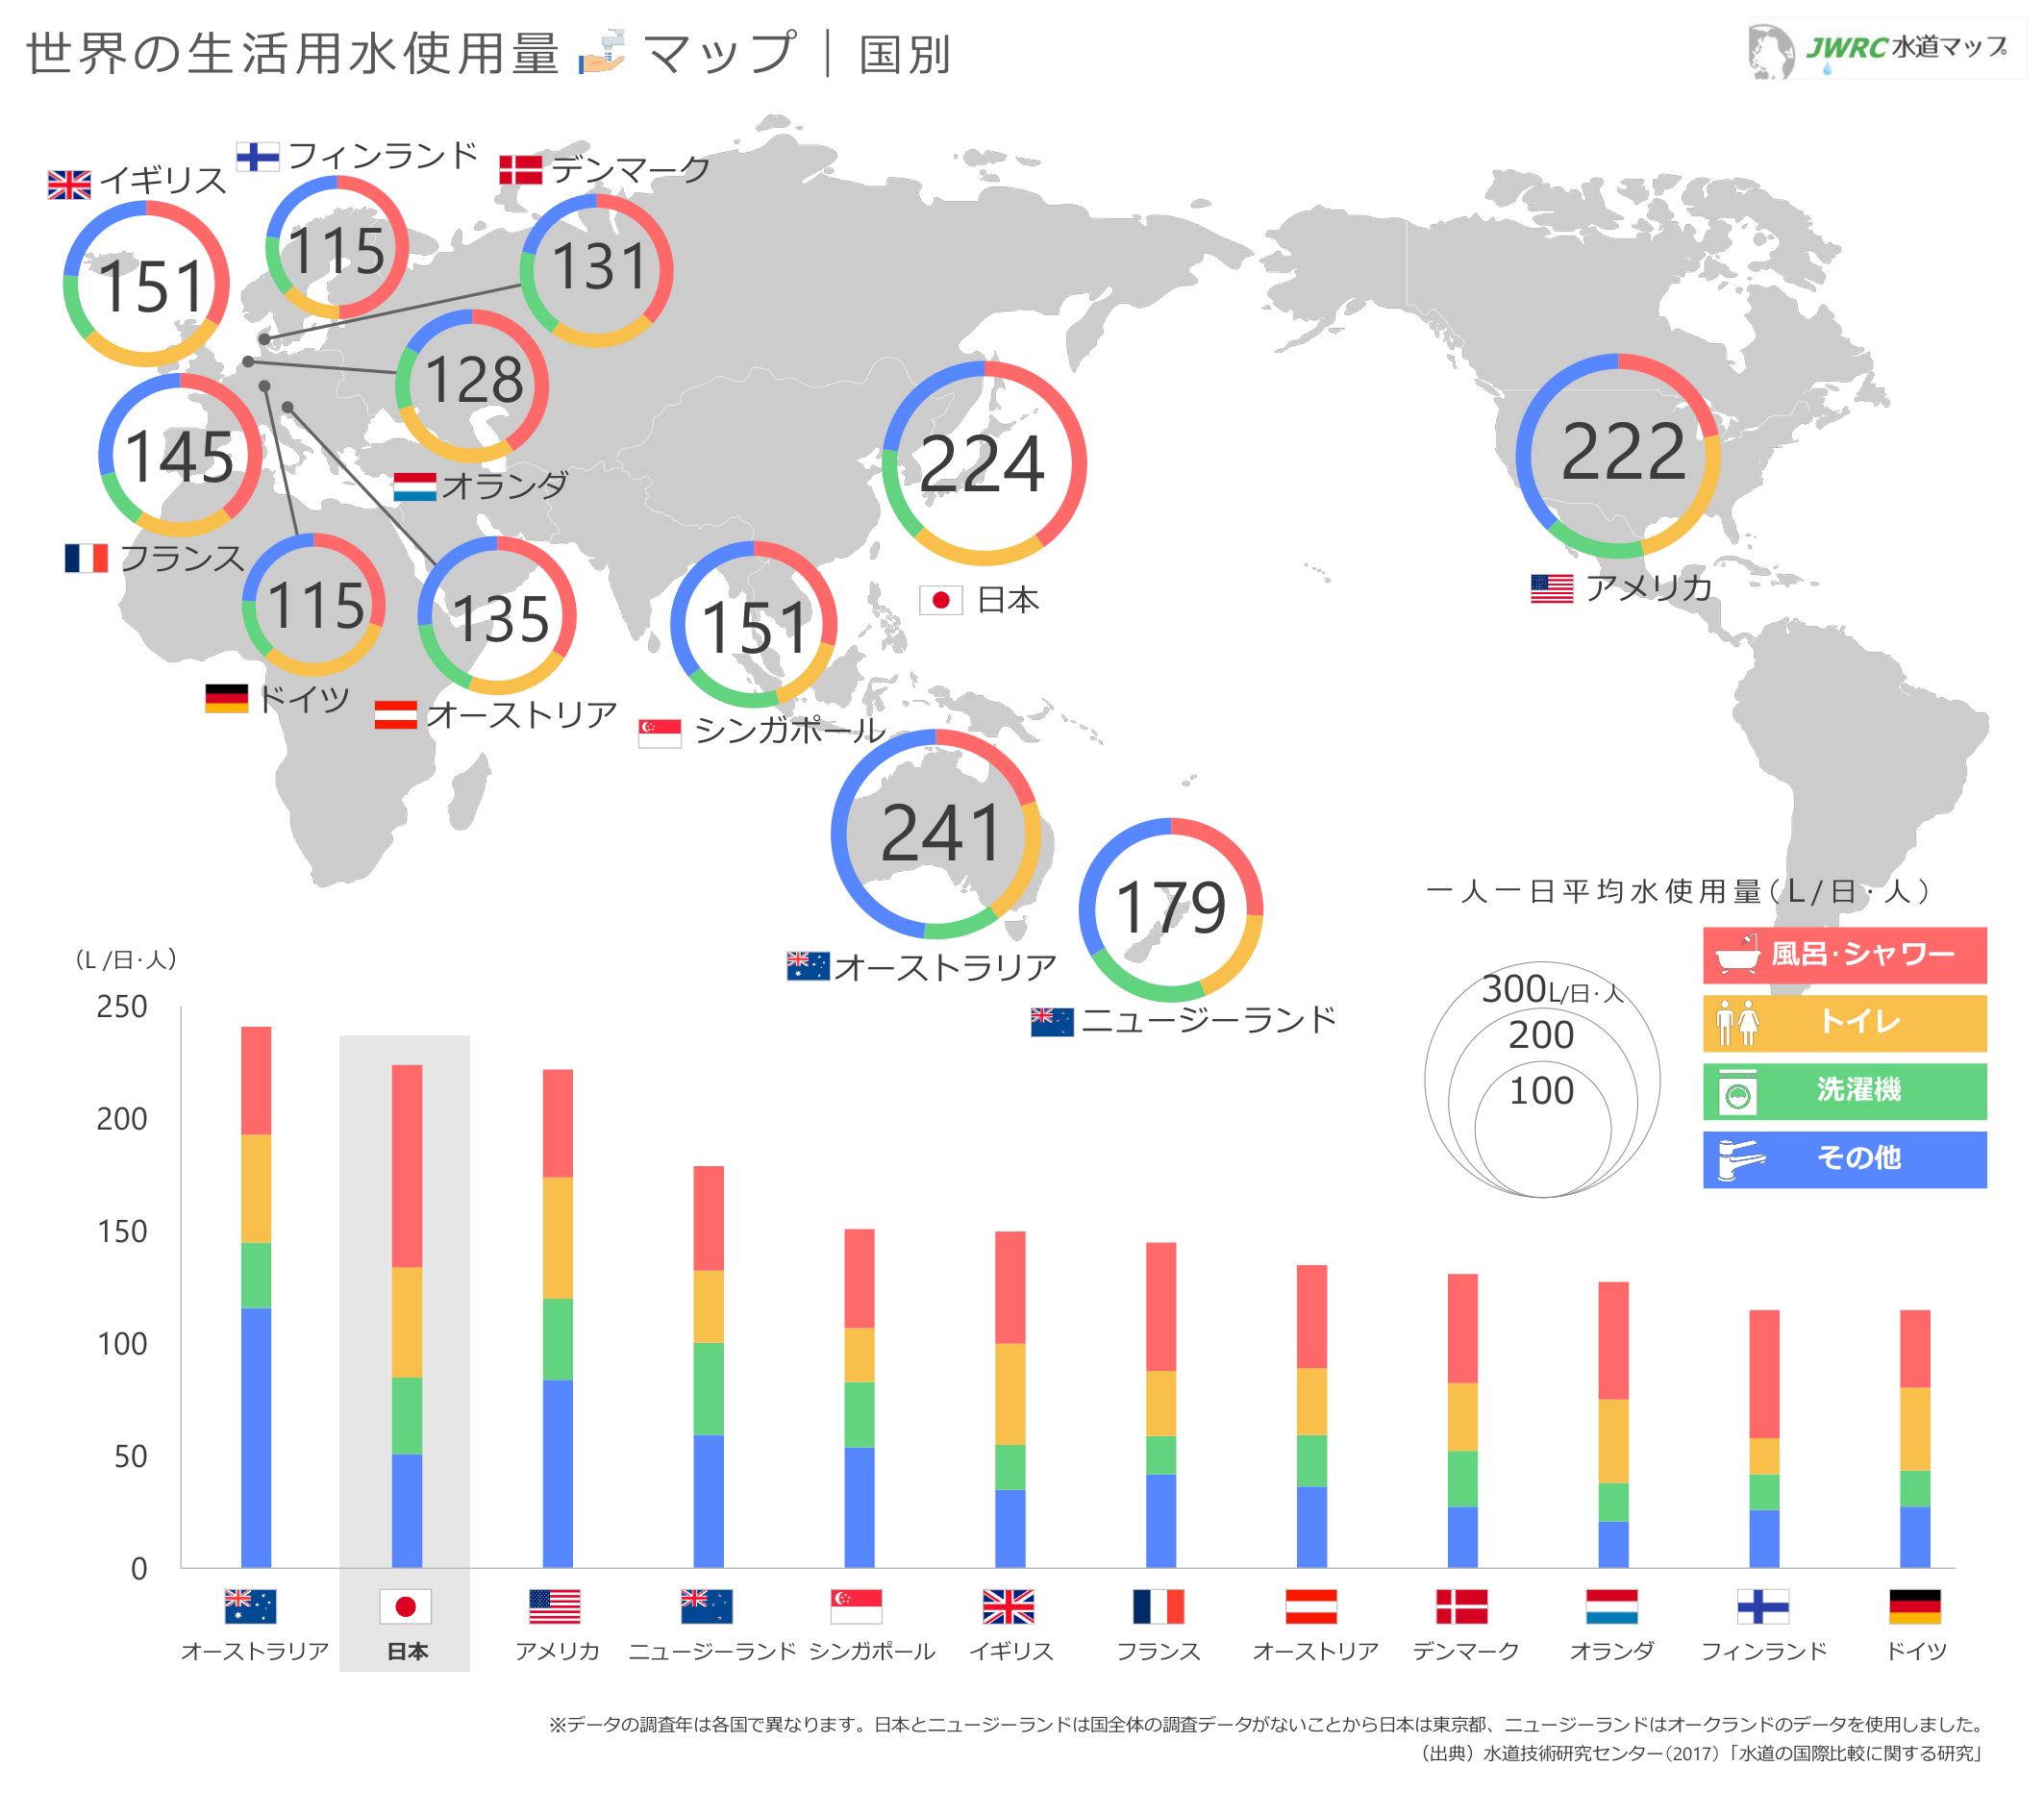 世界の生活用水使用量 マップ | 国別
JWRC 水道マップ
イギリス
151
フィンランド
115
デンマーク
131
128
オランダ
145
フランス
115
ドイツ
135
オーストリア
151
シンガポール
224
日本
222
アメリカ
241
オーストラリア
179
ニュージーランド
一人一日平均水使用量(L/日·人)
300L/日·人
200
100
風呂·シャワー
トイレ
洗濯機
その他
(L /日·人)
250
200
150
100
50
0
オーストラリア
日本
アメリカ
ニュージーランド
シンガポール
イギリス
フランス
オーストリア
デンマーク
オランダ
フィンランド
ドイツ
※データの調査年は各国で異なります。日本とニュージーランドは国全体の調査データがないことから日本は東京都、ニュージーランドはオークランドのデータを使用しました。
(出典) 水道技術研究センター(2017)「水道の国際比較に関する研究」